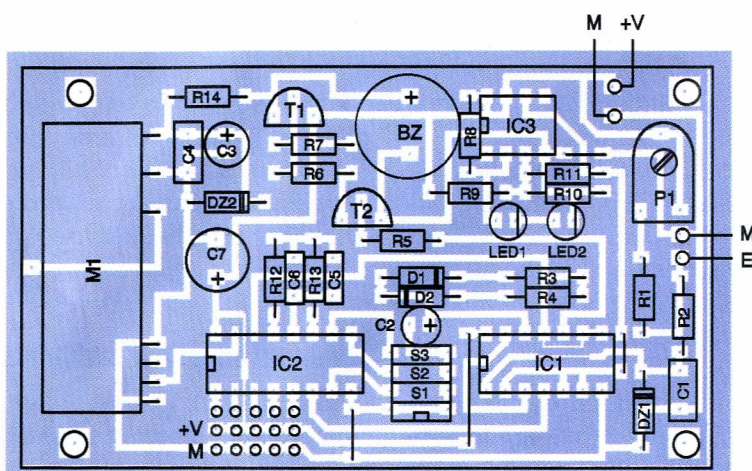 M +V
M
R14
T1
BZ
R8
IC3
C4
C3
R7
R6
R11
R10
P1
DZ2
T2
R9
R5
LED1
LED2
M
E
M1
C7
R12
C6
R13
C5
D1
D2
R3
R4
R1
R2
C2
IC2
S3
S2
S1
IC1
DZ1
C1
+V
M